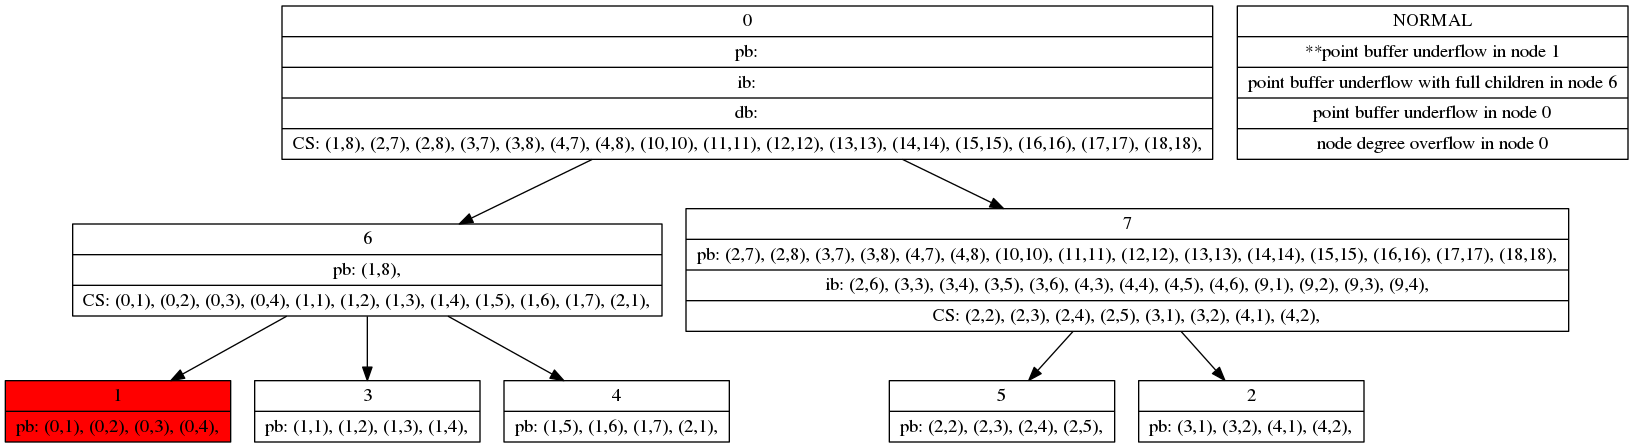 0
pb:
ib:
db:
CS: (1,8), (2,7), (2,8), (3,7), (3,8), (4,7), (4,8), (10,10), (11,11), (12,12), (13,13), (14,14), (15,15), (16,16), (17,17), (18,18),
NORMAL
**point buffer underflow in node 1
point buffer underflow with full children in node 6
point buffer underflow in node 0
node degree overflow in node 0
6
pb: (1,8),
CS: (0,1), (0,2), (0,3), (0,4), (1,1), (1,2), (1,3), (1,4), (1,5), (1,6), (1,7), (2,1),
7
pb: (2,7), (2,8), (3,7), (3,8), (4,7), (4,8), (10,10), (11,11), (12,12), (13,13), (14,14), (15,15), (16,16), (17,17), (18,18),
ib: (2,6), (3,3), (3,4), (3,5), (3,6), (4,3), (4,4), (4,5), (4,6), (9,1), (9,2), (9,3), (9,4),
CS: (2,2), (2,3), (2,4), (2,5), (3,1), (3,2), (4,1), (4,2),
1
pb: (0,1), (0,2), (0,3), (0,4),
3
pb: (1,1), (1,2), (1,3), (1,4),
4
pb: (1,5), (1,6), (1,7), (2,1),
5
pb: (2,2), (2,3), (2,4), (2,5),
2
pb: (3,1), (3,2), (4,1), (4,2),